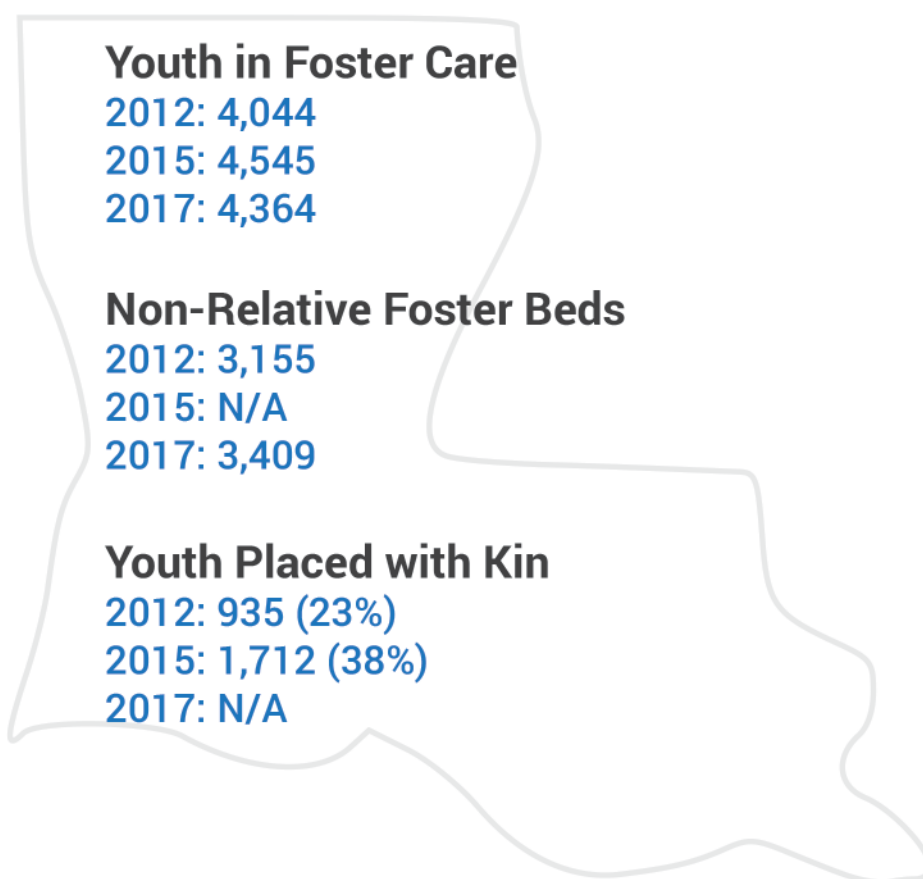 Youth in Foster Care
2012: 4,044
2015: 4,545
2017: 4,364
Non-Relative Foster Beds
2012: 3,155
2015: N/A
2017: 3,409
Youth Placed with Kin
2012: 935 (23%)
2015: 1,712 (38%)
2017: N/A